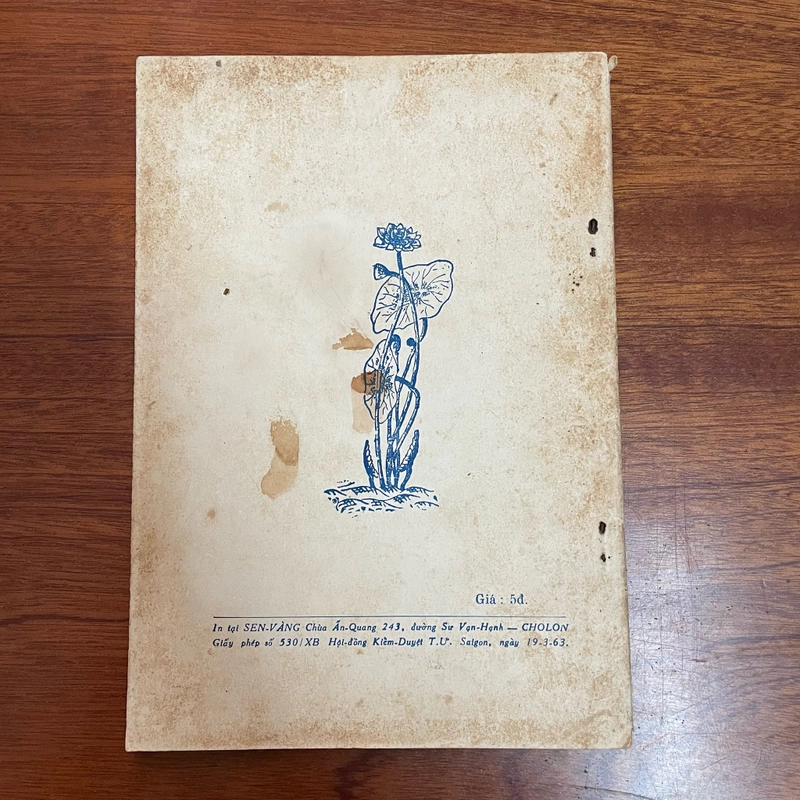 Giá : 5đ.
In tại SEN-VÀNG Chùa Ấn-Quang 243, đường Sư Vạn-Hạnh — CHOLON
Giấy phép số 530/XB Hội-đồng Kiểm-Duyệt T.Ư. Saigon, ngày 19-3-63.